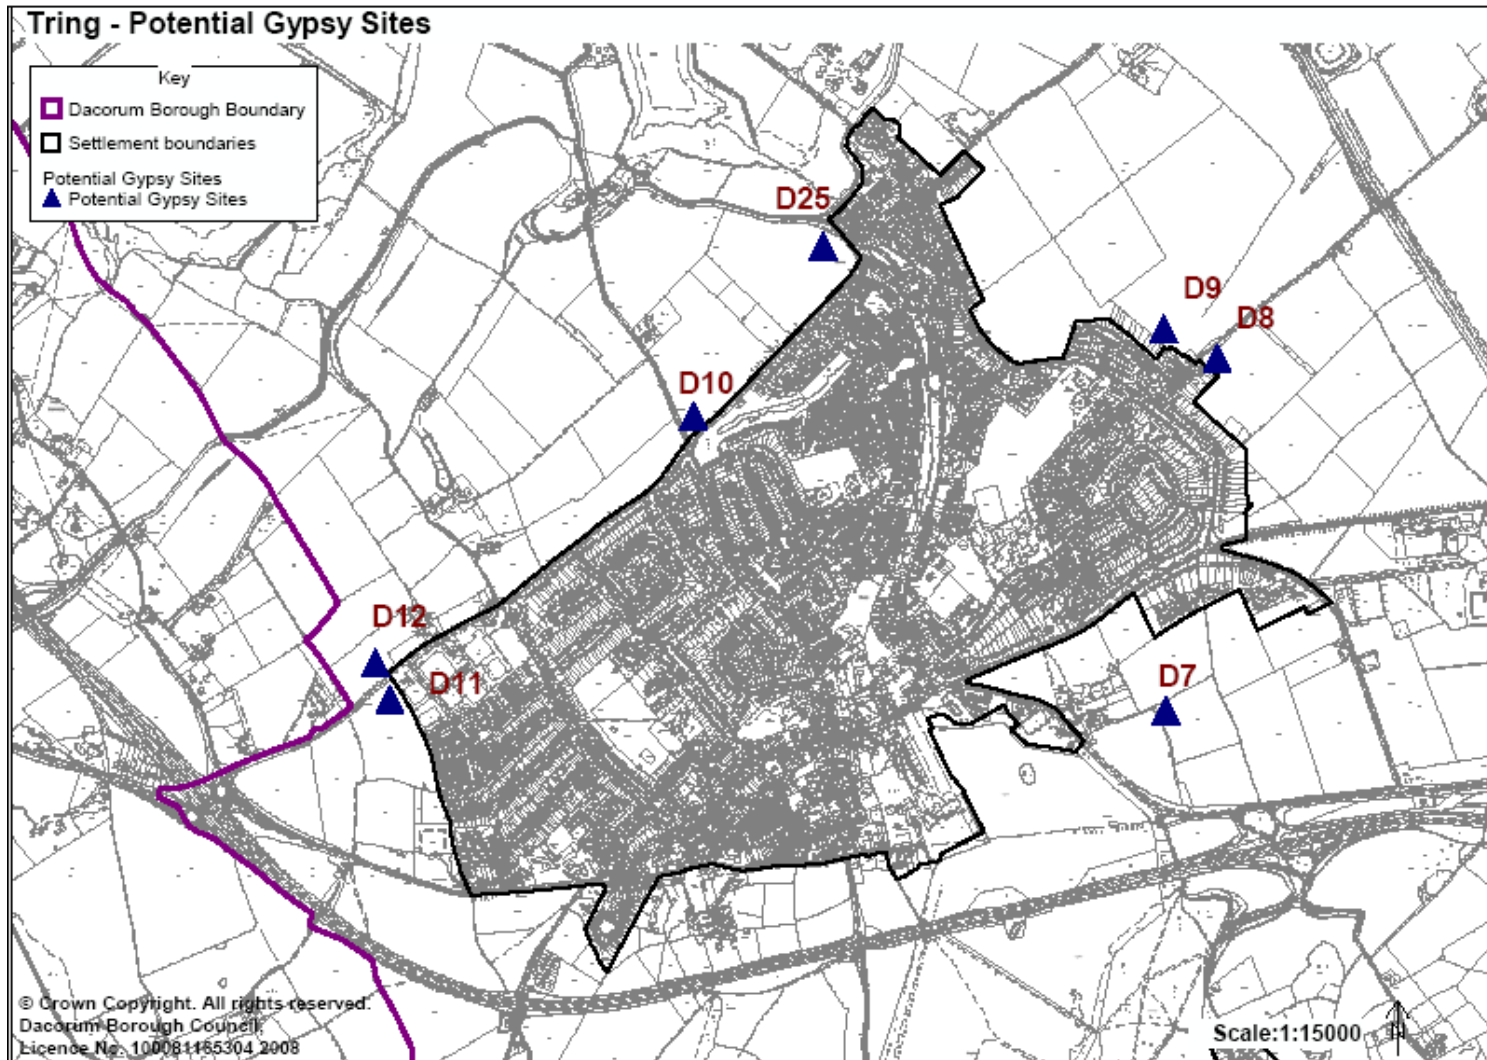 Tring - Potential Gypsy Sites
Key
Dacorum Borough Boundary
Settlement boundaries
Potential Gypsy Sites
Potential Gypsy Sites
D25
D9
D8
D10
D12
D11
D7
© Crown Copyright. All rights reserved.
Dacorum Borough Council.
Licence No. 100081165304 2008
Scale:1:15000
N